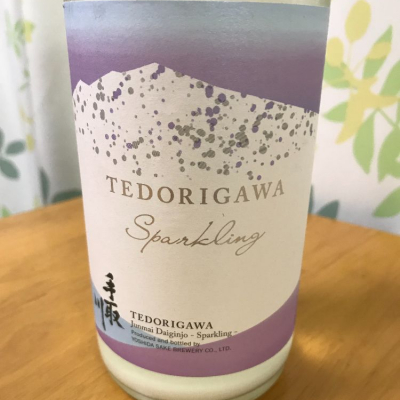 TEDORIGAWA
Sparkling
手取川
TEDORIGAWA
Junmai Daiginjo - Sparkling -
Produced and bottled by
YOSHIDA SAKE BREWERY CO., LTD.